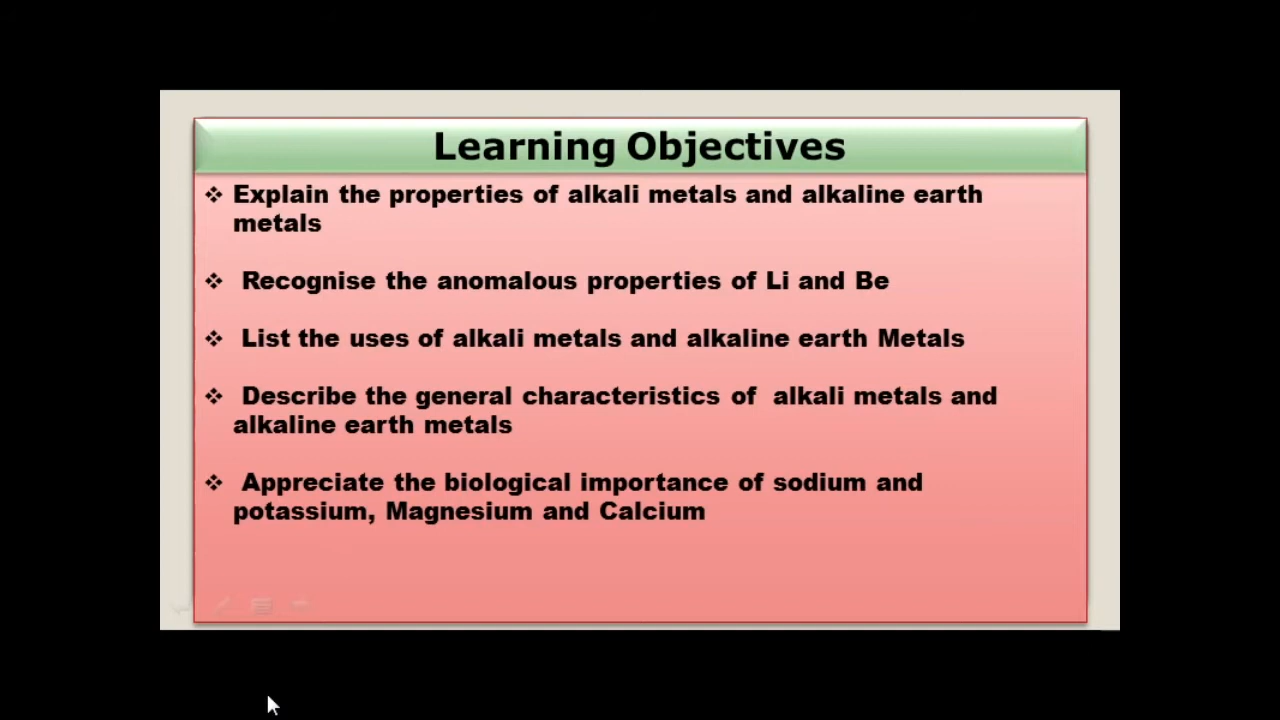 Learning Objectives
❖ Explain the properties of alkali metals and alkaline earth
metals
❖ Recognise the anomalous properties of Li and Be
❖ List the uses of alkali metals and alkaline earth Metals
❖ Describe the general characteristics of alkali metals and
alkaline earth metals
❖ Appreciate the biological importance of sodium and
potassium, Magnesium and Calcium